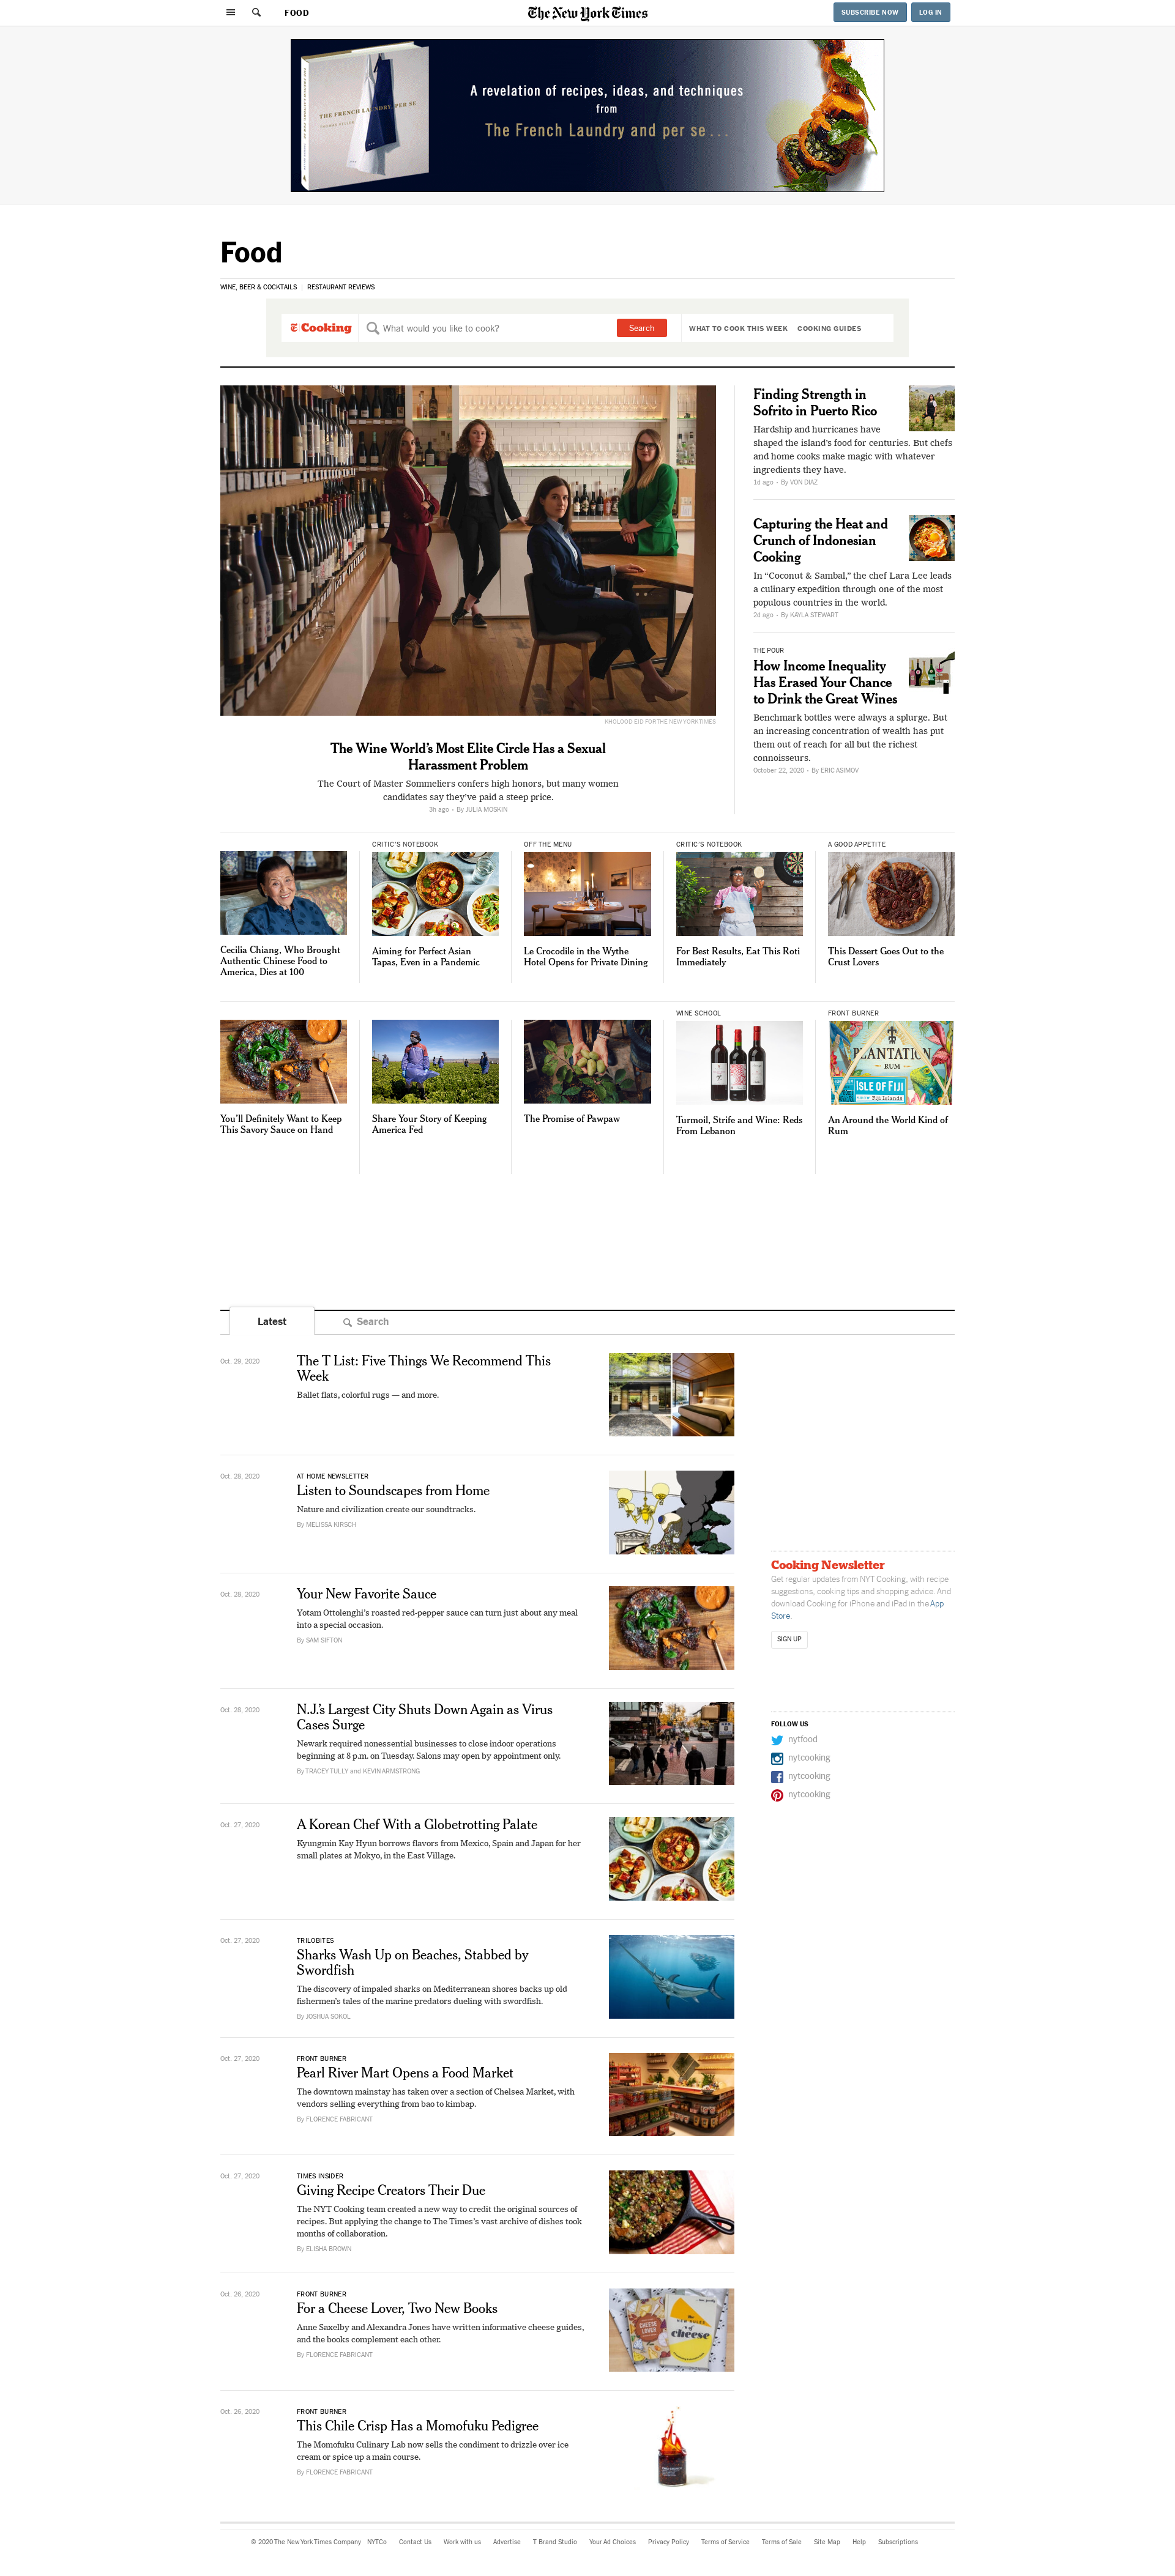 FOOD
The New York Times
SUBSCRIBE NOW
LOG IN
THE FRENCH LAUNDRY, PER SE
A revelation of recipes, ideas, and techniques
from
The French Laundry and per se . . .
Food
WINE, BEER & COCKTAILS | RESTAURANT REVIEWS
Cooking
What would you like to cook?
Search
WHAT TO COOK THIS WEEK
COOKING GUIDES
KHOLOOD EID FOR THE NEW YORK TIMES
The Wine World's Most Elite Circle Has a Sexual
Harassment Problem
The Court of Master Sommeliers confers high honors, but many women
candidates say they've paid a steep price.
3h ago • By JULIA MOSKIN
Finding Strength in
Sofrito in Puerto Rico
Hardship and hurricanes have
shaped the island's food for centuries. But chefs
and home cooks make magic with whatever
ingredients they have.
1d ago • By VON DIAZ
Capturing the Heat and
Crunch of Indonesian
Cooking
In “Coconut & Sambal,” the chef Lara Lee leads
a culinary expedition through one of the most
populous countries in the world.
2d ago • By KAYLA STEWART
THE POUR
How Income Inequality
Has Erased Your Chance
to Drink the Great Wines
Benchmark bottles were always a splurge. But
an increasing concentration of wealth has put
them out of reach for all but the richest
connoisseurs.
October 22, 2020 • By ERIC ASIMOV
Cecilia Chiang, Who Brought
Authentic Chinese Food to
America, Dies at 100
CRITIC'S NOTEBOOK
Aiming for Perfect Asian
Tapas, Even in a Pandemic
OFF THE MENU
Le Crocodile in the Wythe
Hotel Opens for Private Dining
CRITIC'S NOTEBOOK
For Best Results, Eat This Roti
Immediately
A GOOD APPETITE
This Dessert Goes Out to the
Crust Lovers
You'll Definitely Want to Keep
This Savory Sauce on Hand
Share Your Story of Keeping
America Fed
The Promise of Pawpaw
WINE SCHOOL
Turmoil, Strife and Wine: Reds
From Lebanon
FRONT BURNER
PLANTATION
RUM
ISLE OF FIJI
Fiji Islands
An Around the World Kind of
Rum
Latest
Search
Oct. 29, 2020
The T List: Five Things We Recommend This
Week
Ballet flats, colorful rugs — and more.
Oct. 28, 2020
AT HOME NEWSLETTER
Listen to Soundscapes from Home
Nature and civilization create our soundtracks.
By MELISSA KIRSCH
Oct. 28, 2020
Your New Favorite Sauce
Yotam Ottolenghi's roasted red-pepper sauce can turn just about any meal
into a special occasion.
By SAM SIFTON
Oct. 28, 2020
N.J.'s Largest City Shuts Down Again as Virus
Cases Surge
Newark required nonessential businesses to close indoor operations
beginning at 8 p.m. on Tuesday. Salons may open by appointment only.
By TRACEY TULLY and KEVIN ARMSTRONG
Oct. 27, 2020
A Korean Chef With a Globetrotting Palate
Kyungmin Kay Hyun borrows flavors from Mexico, Spain and Japan for her
small plates at Mokyo, in the East Village.
Oct. 27, 2020
TRILOBITES
Sharks Wash Up on Beaches, Stabbed by
Swordfish
The discovery of impaled sharks on Mediterranean shores backs up old
fishermen's tales of the marine predators dueling with swordfish.
By JOSHUA SOKOL
Oct. 27, 2020
FRONT BURNER
Pearl River Mart Opens a Food Market
The downtown mainstay has taken over a section of Chelsea Market, with
vendors selling everything from bao to kimbap.
By FLORENCE FABRICANT
Oct. 27, 2020
TIMES INSIDER
Giving Recipe Creators Their Due
The NYT Cooking team created a new way to credit the original sources of
recipes. But applying the change to The Times's vast archive of dishes took
months of collaboration.
By ELISHA BROWN
Oct. 26, 2020
FRONT BURNER
For a Cheese Lover, Two New Books
Anne Saxelby and Alexandra Jones have written informative cheese guides,
and the books complement each other.
By FLORENCE FABRICANT
CHEESE
LOVER
cheese
Oct. 26, 2020
FRONT BURNER
This Chile Crisp Has a Momofuku Pedigree
The Momofuku Culinary Lab now sells the condiment to drizzle over ice
cream or spice up a main course.
By FLORENCE FABRICANT
Cooking Newsletter
Get regular updates from NYT Cooking, with recipe
suggestions, cooking tips and shopping advice. And
download Cooking for iPhone and iPad in the App
Store.
SIGN UP
FOLLOW US
nytfood
nytcooking
nytcooking
nytcooking
© 2020 The New York Times Company NYTCo Contact Us Work with us Advertise T Brand Studio Your Ad Choices Privacy Policy Terms of Service Terms of Sale Site Map Help Subscriptions